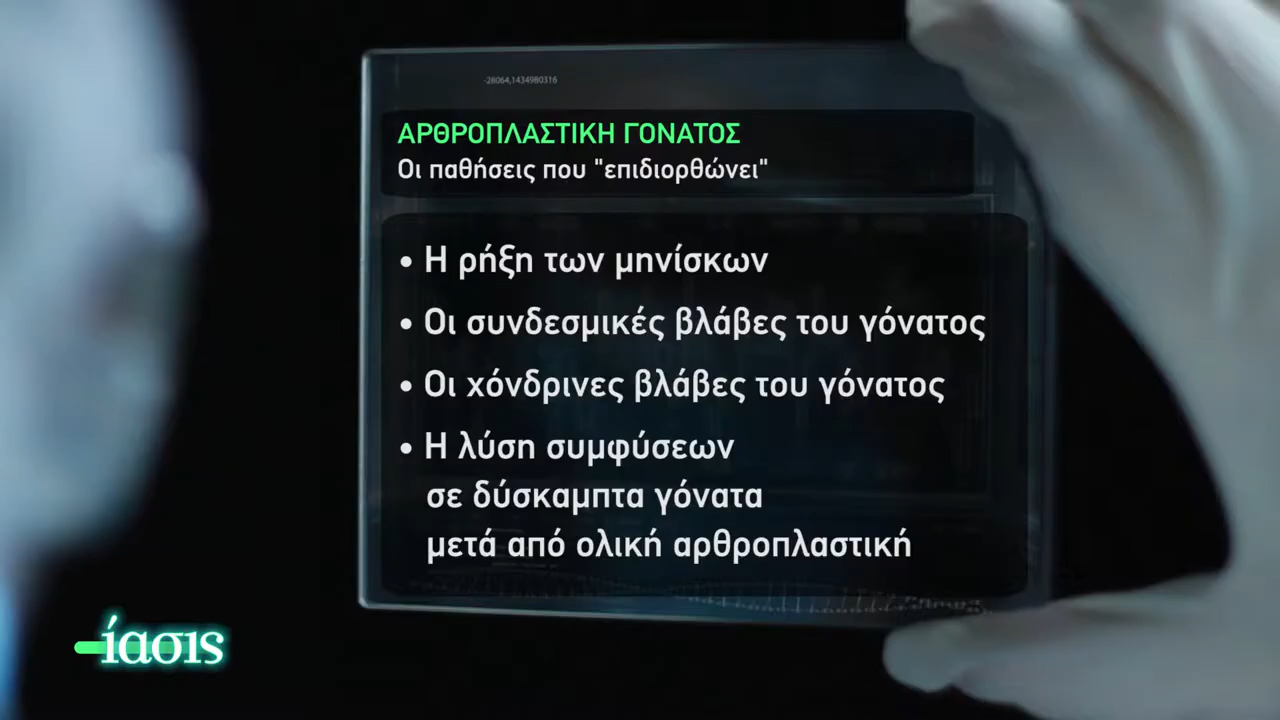 -28064,1434980316
ΑΡΘΡΟΠΛΑΣΤΙΚΗ ΓΟΝΑΤΟΣ
Οι παθήσεις που "επιδιορθώνει"
• Η ρήξη των μηνίσκων
• Οι συνδεσμικές βλάβες του γόνατος
• Οι χόνδρινες βλάβες του γόνατος
• Η λύση συμφύσεων
σε δύσκαμπτα γόνατα
μετά από ολική αρθροπλαστική
ίασις